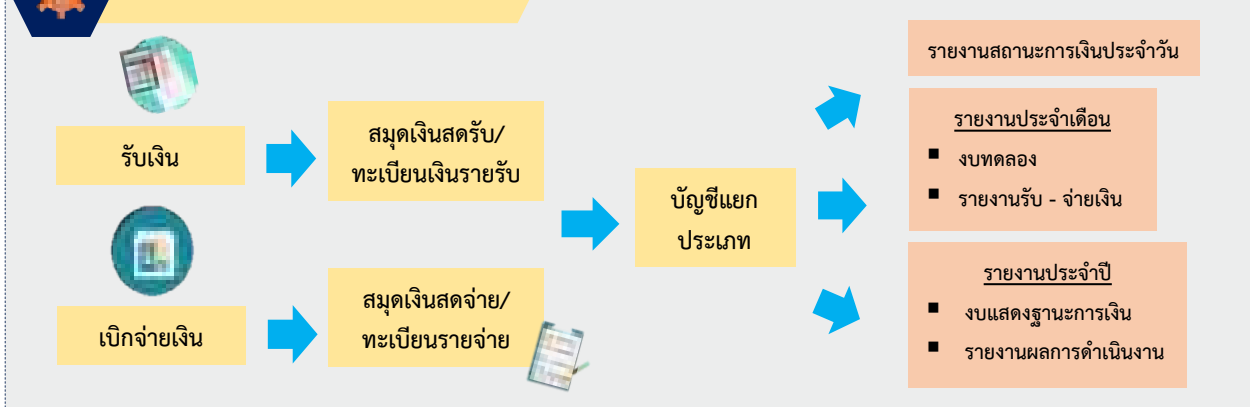 รับเงิน
สมุดเงินสดรับ/
ทะเบียนเงินรายรับ
เบิกจ่ายเงิน
สมุดเงินสดจ่าย/
ทะเบียนรายจ่าย
บัญชีแยก
ประเภท
รายงานสถานะการเงินประจำวัน
รายงานประจำเดือน
▪ งบทดลอง
▪ รายงานรับ - จ่ายเงิน
รายงานประจำปี
▪ งบแสดงฐานะการเงิน
▪ รายงานผลการดำเนินงาน